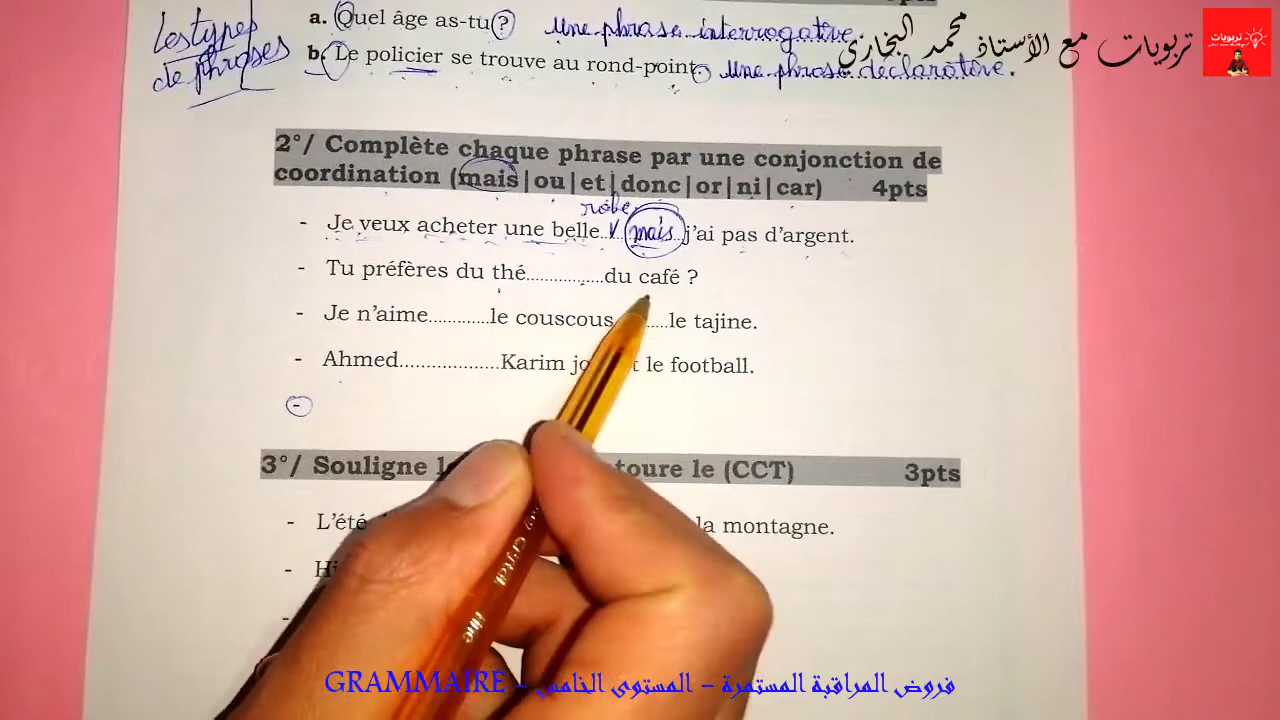 Les types
de phrases
a. Quel âge as-tu ? une phrase interrogative.
b. Le policier se trouve au rond-point. une phrase déclarative.
تربويات مع الأستاذ محمد البخاري
تربويات
2°/ Complète chaque phrase par une conjonction de
coordination (mais|ou|et|donc|or|ni|car) 4pts
robe
- Je veux acheter une belle....mais..j'ai pas d'argent.
- Tu préfères du thé................du café ?
- Je n'aime............le couscous .....le tajine.
- Ahmed...................Karim jo t le football.
-
3°/ Souligne l toure le (CCT) 3pts
- L'été la montagne.
- Hi
-
GRAMMAIRE - فروض المراقبة المستمرة - المستوى الخامس